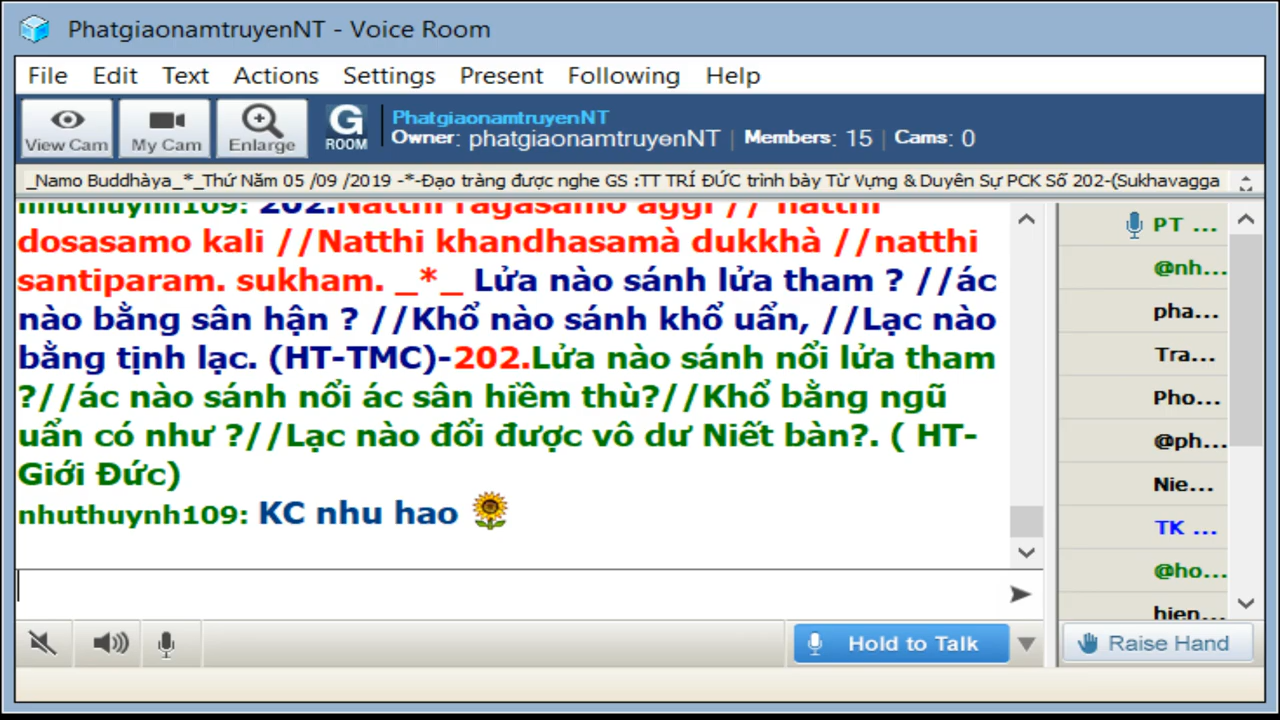 PhatgiaonamtruyenNT - Voice Room
File Edit Text Actions Settings Present Following Help
View Cam My Cam Enlarge G ROOM
PhatgiaonamtruyenNT
Owner: phatgiaonamtruyenNT | Members: 15 | Cams: 0
_Namo Buddhàya_*_Thứ Năm 05 /09 /2019 -*-Đạo tràng được nghe GS :TT TRÍ ĐỨC trình bày Từ Vựng & Duyên Sự PCK Số 202-(Sukhavagga
nhuthuynh109: 202.Natthi ràgasamo aggi // natthi
dosasamo kali //Natthi khandhasamà dukkhà //natthi
santiparam. sukham. _*_ Lửa nào sánh lửa tham ? //ác
nào bằng sân hận ? //Khổ nào sánh khổ uẩn, //Lạc nào
bằng tịnh lạc. (HT-TMC)-202.Lửa nào sánh nổi lửa tham
?//ác nào sánh nổi ác sân hiềm thù?//Khổ bằng ngũ
uẩn có như ?//Lạc nào đổi được vô dư Niết bàn?. ( HT-
Giới Đức)
nhuthuynh109: KC nhu hao
PT ...
@nh...
pha...
Tra...
Pho...
@ph...
Nie...
TK ...
@ho...
hien...
Hold to Talk
Raise Hand